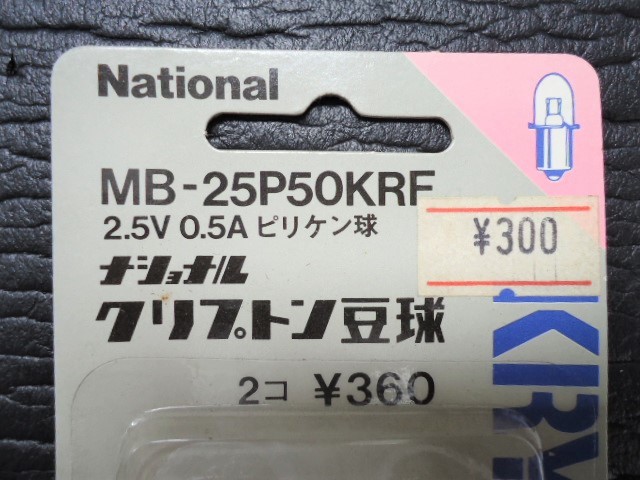 National
MB-25P50KRF
2.5V 0.5A ピリケン球
¥300
ナショナル
クリプトン豆球
2コ ¥360